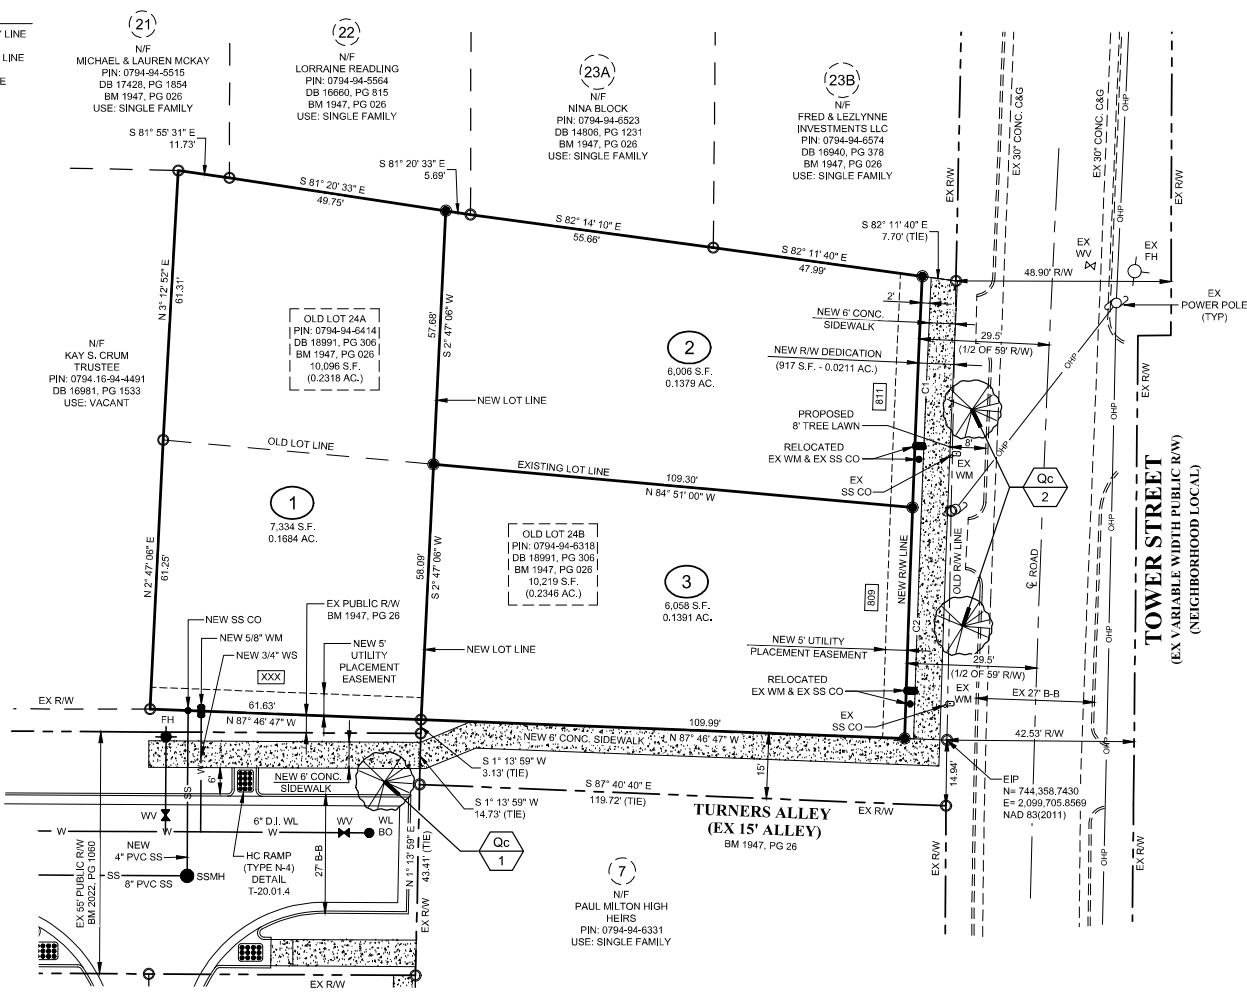 Y LINE
LINE
E
21
N/F
MICHAEL & LAUREN MCKAY
PIN: 0794-94-5515
DB 17428, PG 1854
BM 1947, PG 026
USE: SINGLE FAMILY
22
N/F
LORRAINE READLING
PIN: 0794-94-5564
DB 16660, PG 815
BM 1947, PG 026
USE: SINGLE FAMILY
23A
N/F
NINA BLOCK
PIN: 0794-94-6523
DB 14806, PG 1231
BM 1947, PG 026
USE: SINGLE FAMILY
23B
N/F
FRED & LEZLYNNE
INVESTMENTS LLC
PIN: 0794-94-6574
DB 16940, PG 378
BM 1947, PG 026
USE: SINGLE FAMILY
S 81° 55' 31" E
11.73'
S 81° 20' 33" E
49.75'
S 81° 20' 33" E
5.69'
S 82° 14' 10" E
55.66'
S 82° 11' 40" E
47.99'
S 82° 11' 40" E
7.70' (TIE)
EX R/W
EX 30" CONC. C&G
EX 30" CONC. C&G
OHP
OHP
EX R/W
EX
WV
EX
FH
48.90' R/W
EX
POWER POLE
(TYP)
N 3° 12' 52" E
61.31'
OLD LOT 24A
PIN: 0794-94-6414
DB 18991, PG 306
BM 1947, PG 026
10,096 S.F.
(0.2318 AC.)
57.68'
S 2° 47' 06" W
N/F
KAY S. CRUM
TRUSTEE
PIN: 0794.16-94-4491
DB 16981, PG 1533
USE: VACANT
2
6,006 S.F.
0.1379 AC.
2'
NEW 6' CONC.
SIDEWALK
29.5'
(1/2 OF 59' R/W)
NEW R/W DEDICATION
(917 S.F. - 0.0211 AC.)
811
C1
OHP
OHP
EX R/W
NEW LOT LINE
PROPOSED
8' TREE LAWN
8'
RELOCATED
EX WM & EX SS CO
EX
WM
EX
SS CO
OHP
OLD LOT LINE
EXISTING LOT LINE
109.30'
N 84° 51' 00" W
Qc
2
1
7,334 S.F.
0.1684 AC.
OLD LOT 24B
PIN: 0794-94-6318
DB 18991, PG 306
BM 1947, PG 026
10,219 S.F.
(0.2346 AC.)
N 2° 47' 06" E
61.25'
58.09'
S 2° 47' 06" W
3
6,058 S.F.
0.1391 AC.
809
NEW R/W LINE
C2
OLD R/W LINE
℄ ROAD
OHP
TOWER STREET
(EX VARIABLE WIDTH PUBLIC R/W)
(NEIGHBORHOOD LOCAL)
NEW SS CO
NEW 5/8" WM
NEW 3/4" WS
XXX
EX PUBLIC R/W
BM 1947, PG 26
NEW 5'
UTILITY
PLACEMENT
EASEMENT
NEW LOT LINE
NEW 5' UTILITY
PLACEMENT EASEMENT
29.5'
(1/2 OF 59' R/W)
RELOCATED
EX WM & EX SS CO
EX
WM
EX
SS CO
EX 27' B-B
EX R/W
61.63'
N 87° 46' 47" W
FH
109.99'
N 87° 46' 47" W
NEW 6' CONC. SIDEWALK
42.53' R/W
OHP
W
SS
6'
NEW 6' CONC.
SIDEWALK
S 1° 13' 59" W
3.13' (TIE)
15'
14.94'
EIP
N= 744,358.7430
E= 2,099,705.8569
NAD 83(2011)
S 87° 40' 40" E
119.72' (TIE)
S 1° 13' 59" W
14.73' (TIE)
TURNERS ALLEY
(EX 15' ALLEY)
BM 1947, PG 26
EX R/W
WV
6" D.I. WL
WV
WL
BO
W
W
W
NEW
4" PVC SS
SS
8" PVC SS
SSMH
HC RAMP
(TYPE N-4)
DETAIL
T-20.01.4
27' B-B
EX 55' PUBLIC R/W
BM 2022, PG 1060
N 1° 13' 59" E
43.41' (TIE)
Qc
1
7
N/F
PAUL MILTON HIGH
HEIRS
PIN: 0794-94-6331
USE: SINGLE FAMILY
EX R/W
EX R/W
OHP
EX R/W
EX R/W